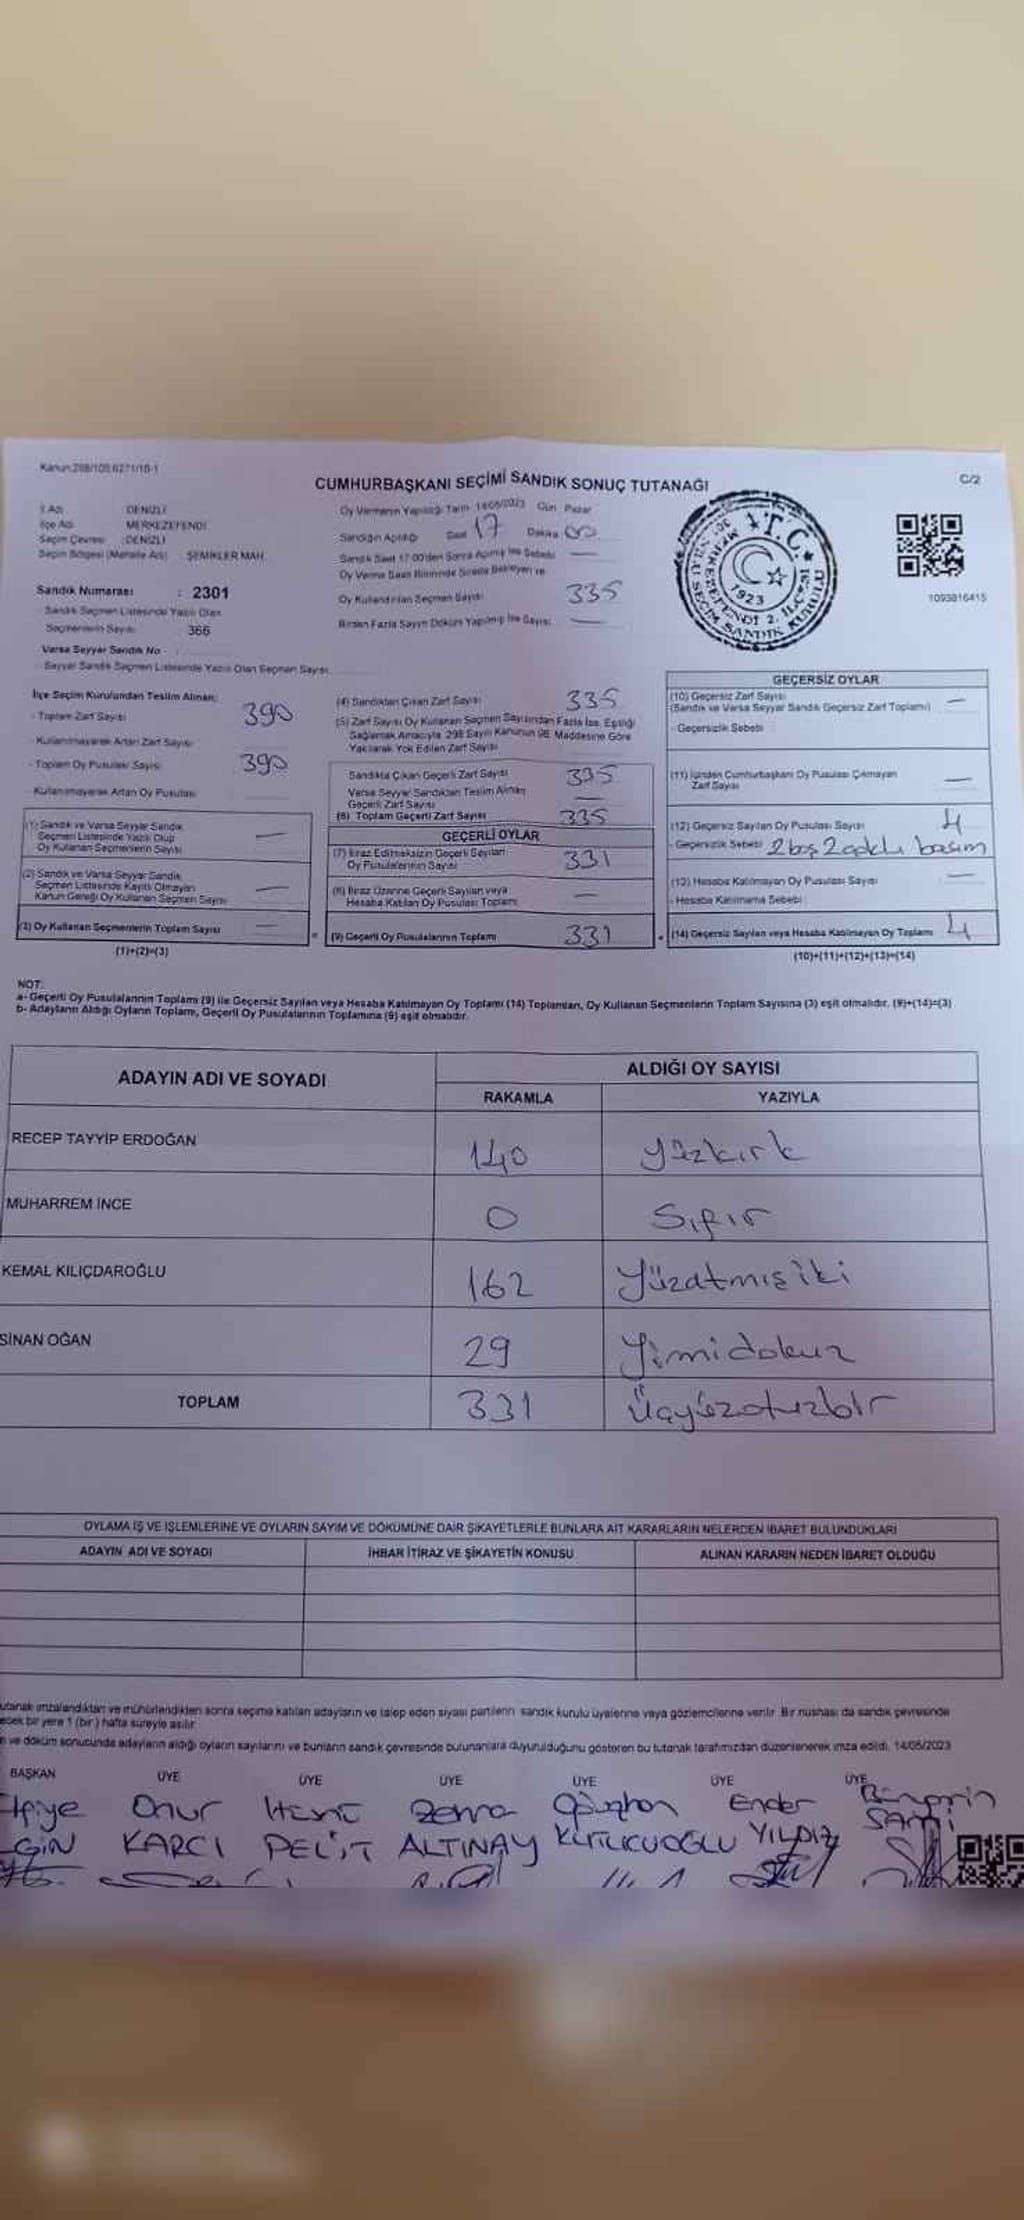 Kanun:298/105,6271/10-1
CUMHURBAŞKANI SEÇİMİ SANDIK SONUÇ TUTANAĞI
C/2
İl Adı DENİZLİ
İlçe Adı MERKEZEFENDİ
Seçim Çevresi :DENİZLİ
Seçim Bölgesi (Mahalle Adı) ŞEMİKLER MAH.
Sandık Numarası : 2301
Sandık Seçmen Listesinde Yazılı Olan
Seçmenlerin Sayısı 366
Varsa Seyyar Sandık No
Seyyar Sandık Seçmen Listesinde Yazılı Olan Seçmen Sayısı
Oy Vermenin Yapıldığı Tarih 14/05/2023 Gün Pazar
Sandığın Açıldığı Saat 17 Dakika 00
Sandık Saat 17:00'den Sonra Açılmış İse Sebebi —
Oy Verme Saati Bitiminde Sırada Bekleyen ve
Oy Kullandırılan Seçmen Sayısı 335
Birden Fazla Sayım Döküm Yapılmış İse Sayısı —
T.C.
1923
MERKEZEFENDİ 2. İLÇE SEÇİM SANDIK KURULU
1093816415
İlçe Seçim Kurulundan Teslim Alınan;
- Toplam Zarf Sayısı 390
- Kullanılmayarak Artan Zarf Sayısı
- Toplam Oy Pusulası Sayısı 390
- Kullanılmayarak Artan Oy Pusulası
(1) Sandık ve Varsa Seyyar Sandık
Seçmen Listesinde Yazılı Olup
Oy Kullanan Seçmenlerin Sayısı —
(2) Sandık ve Varsa Seyyar Sandık
Seçmen Listesinde Kayıtlı Olmayan
Kanun Gereği Oy Kullanan Seçmen Sayısı —
(3) Oy Kullanan Seçmenlerin Toplam Sayısı —
(1)+(2)=(3)
(4) Sandıktan Çıkan Zarf Sayısı 335
(5) Zarf Sayısı Oy Kullanan Seçmen Sayısından Fazla İse, Eşitliği
Sağlamak Amacıyla 298 Sayılı Kanunun 98. Maddesine Göre
Yakılarak Yok Edilen Zarf Sayısı
Sandıkta Çıkan Geçerli Zarf Sayısı 335
Varsa Seyyar Sandıktan Teslim Alınan
Geçerli Zarf Sayısı —
(6) Toplam Geçerli Zarf Sayısı 335
GEÇERLİ OYLAR
(7) İtiraz Edilmeksizin Geçerli Sayılan
Oy Pusulalarının Sayısı 331
(8) İtiraz Üzerine Geçerli Sayılan veya
Hesaba Katılan Oy Pusulası Toplamı —
(9) Geçerli Oy Pusulalarının Toplamı 331
GEÇERSİZ OYLAR
(10) Geçersiz Zarf Sayısı
(Sandık ve Varsa Seyyar Sandık Geçersiz Zarf Toplamı) —
- Geçersizlik Sebebi
(11) İçinden Cumhurbaşkanı Oy Pusulası Çıkmayan
Zarf Sayısı —
(12) Geçersiz Sayılan Oy Pusulası Sayısı 4
- Geçersizlik Sebebi 2 boş 2 çoklu basım
(13) Hesaba Katılmayan Oy Pusulası Sayısı —
- Hesaba Katılmama Sebebi
(14) Geçersiz Sayılan veya Hesaba Katılmayan Oy Toplamı 4
(10)+(11)+(12)+(13)=(14)
NOT:
a- Geçerli Oy Pusulalarının Toplamı (9) ile Geçersiz Sayılan veya Hesaba Katılmayan Oy Toplamı (14) Toplamları, Oy Kullanan Seçmenlerin Toplam Sayısına (3) eşit olmalıdır. (9)+(14)=(3)
b- Adayların Aldığı Oyların Toplamı, Geçerli Oy Pusulalarının Toplamına (9) eşit olmalıdır.
ADAYIN ADI VE SOYADI
ALDIĞI OY SAYISI
RAKAMLA YAZIYLA
RECEP TAYYİP ERDOĞAN 140 Yüzkırk
MUHARREM İNCE 0 Sıfır
KEMAL KILIÇDAROĞLU 162 Yüzatmışiki
SİNAN OĞAN 29 Yirmidokuz
TOPLAM 331 Üçyüzotuzbir
OYLAMA İŞ VE İŞLEMLERİNE VE OYLARIN SAYIM VE DÖKÜMÜNE DAİR ŞİKAYETLERLE BUNLARA AİT KARARLARIN NELERDEN İBARET BULUNDUKLARI
ADAYIN ADI VE SOYADI İHBAR İTİRAZ VE ŞİKAYETİN KONUSU ALINAN KARARIN NEDEN İBARET OLDUĞU
utanak imzalandıktan ve mühürlendikten sonra seçime katılan adayların ve talep eden siyasi partilerin sandık kurulu üyelerine veya gözlemcilerine verilir. Bir nüshası da sandık çevresinde
ecek bir yere 1 (bir) hafta süreyle asılır.
ve döküm sonucunda adayların aldığı oyların sayılarını ve bunların sandık çevresinde bulunanlara duyurulduğunu gösteren bu tutanak tarafımızdan düzenlenerek imza edildi. 14/05/2023
BAŞKAN ÜYE ÜYE ÜYE ÜYE ÜYE ÜYE
Onur Zehra Oğuzhan Ender
GİN KARCI PELİT ALTINAY KUTLUCUOĞLU YILDIZ